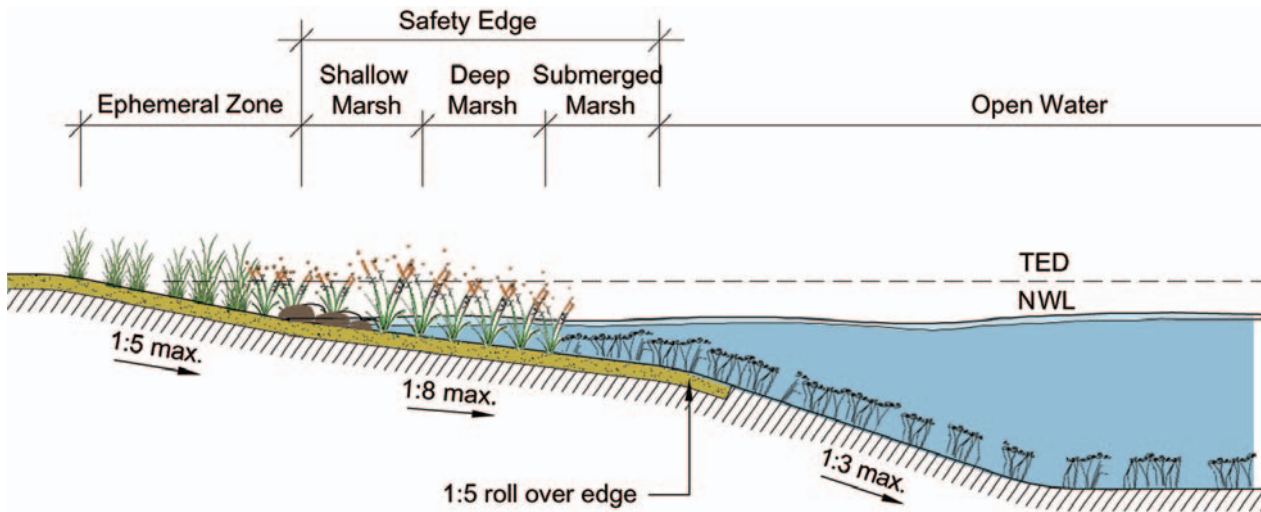 Safety Edge
Ephemeral Zone
Shallow
Marsh
Deep
Marsh
Submerged
Marsh
Open Water
TED
NWL
1:5 max.
1:8 max.
1:3 max.
1:5 roll over edge